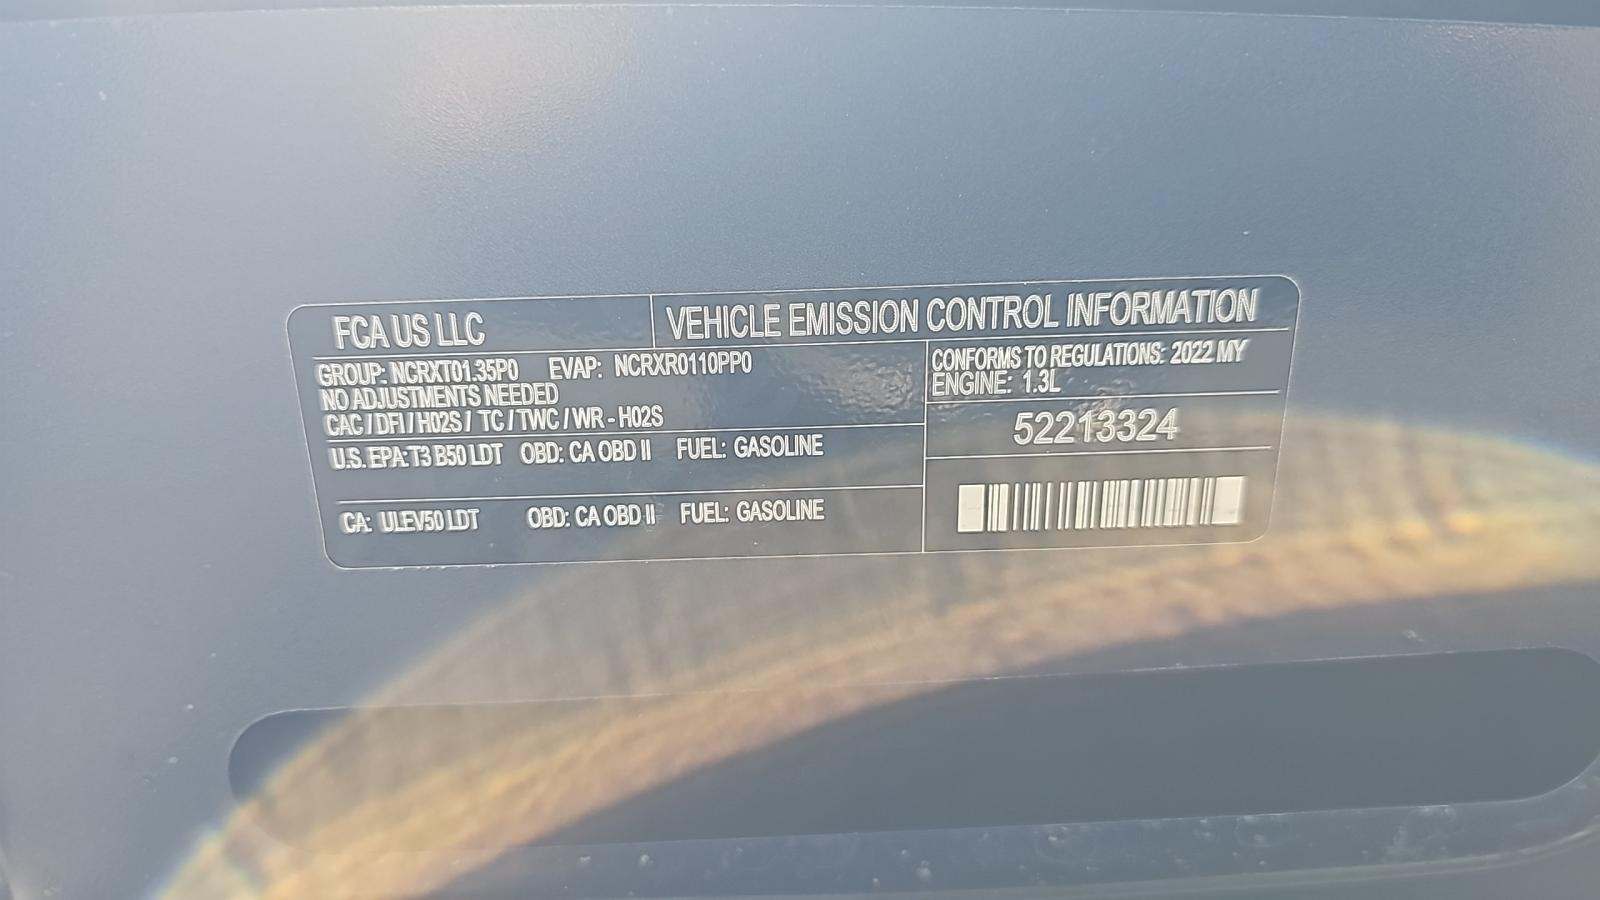 FCA US LLC
VEHICLE EMISSION CONTROL INFORMATION
GROUP: NCRXT01.35P0 EVAP: NCRXR0110PP0
NO ADJUSTMENTS NEEDED
CAC / DFI / H02S / TC / TWC / WR - H02S
U.S. EPA: T3 B50 LDT OBD: CA OBD II FUEL: GASOLINE
CA: ULEV50 LDT OBD: CA OBD II FUEL: GASOLINE
CONFORMS TO REGULATIONS: 2022 MY
ENGINE: 1.3L
52213324